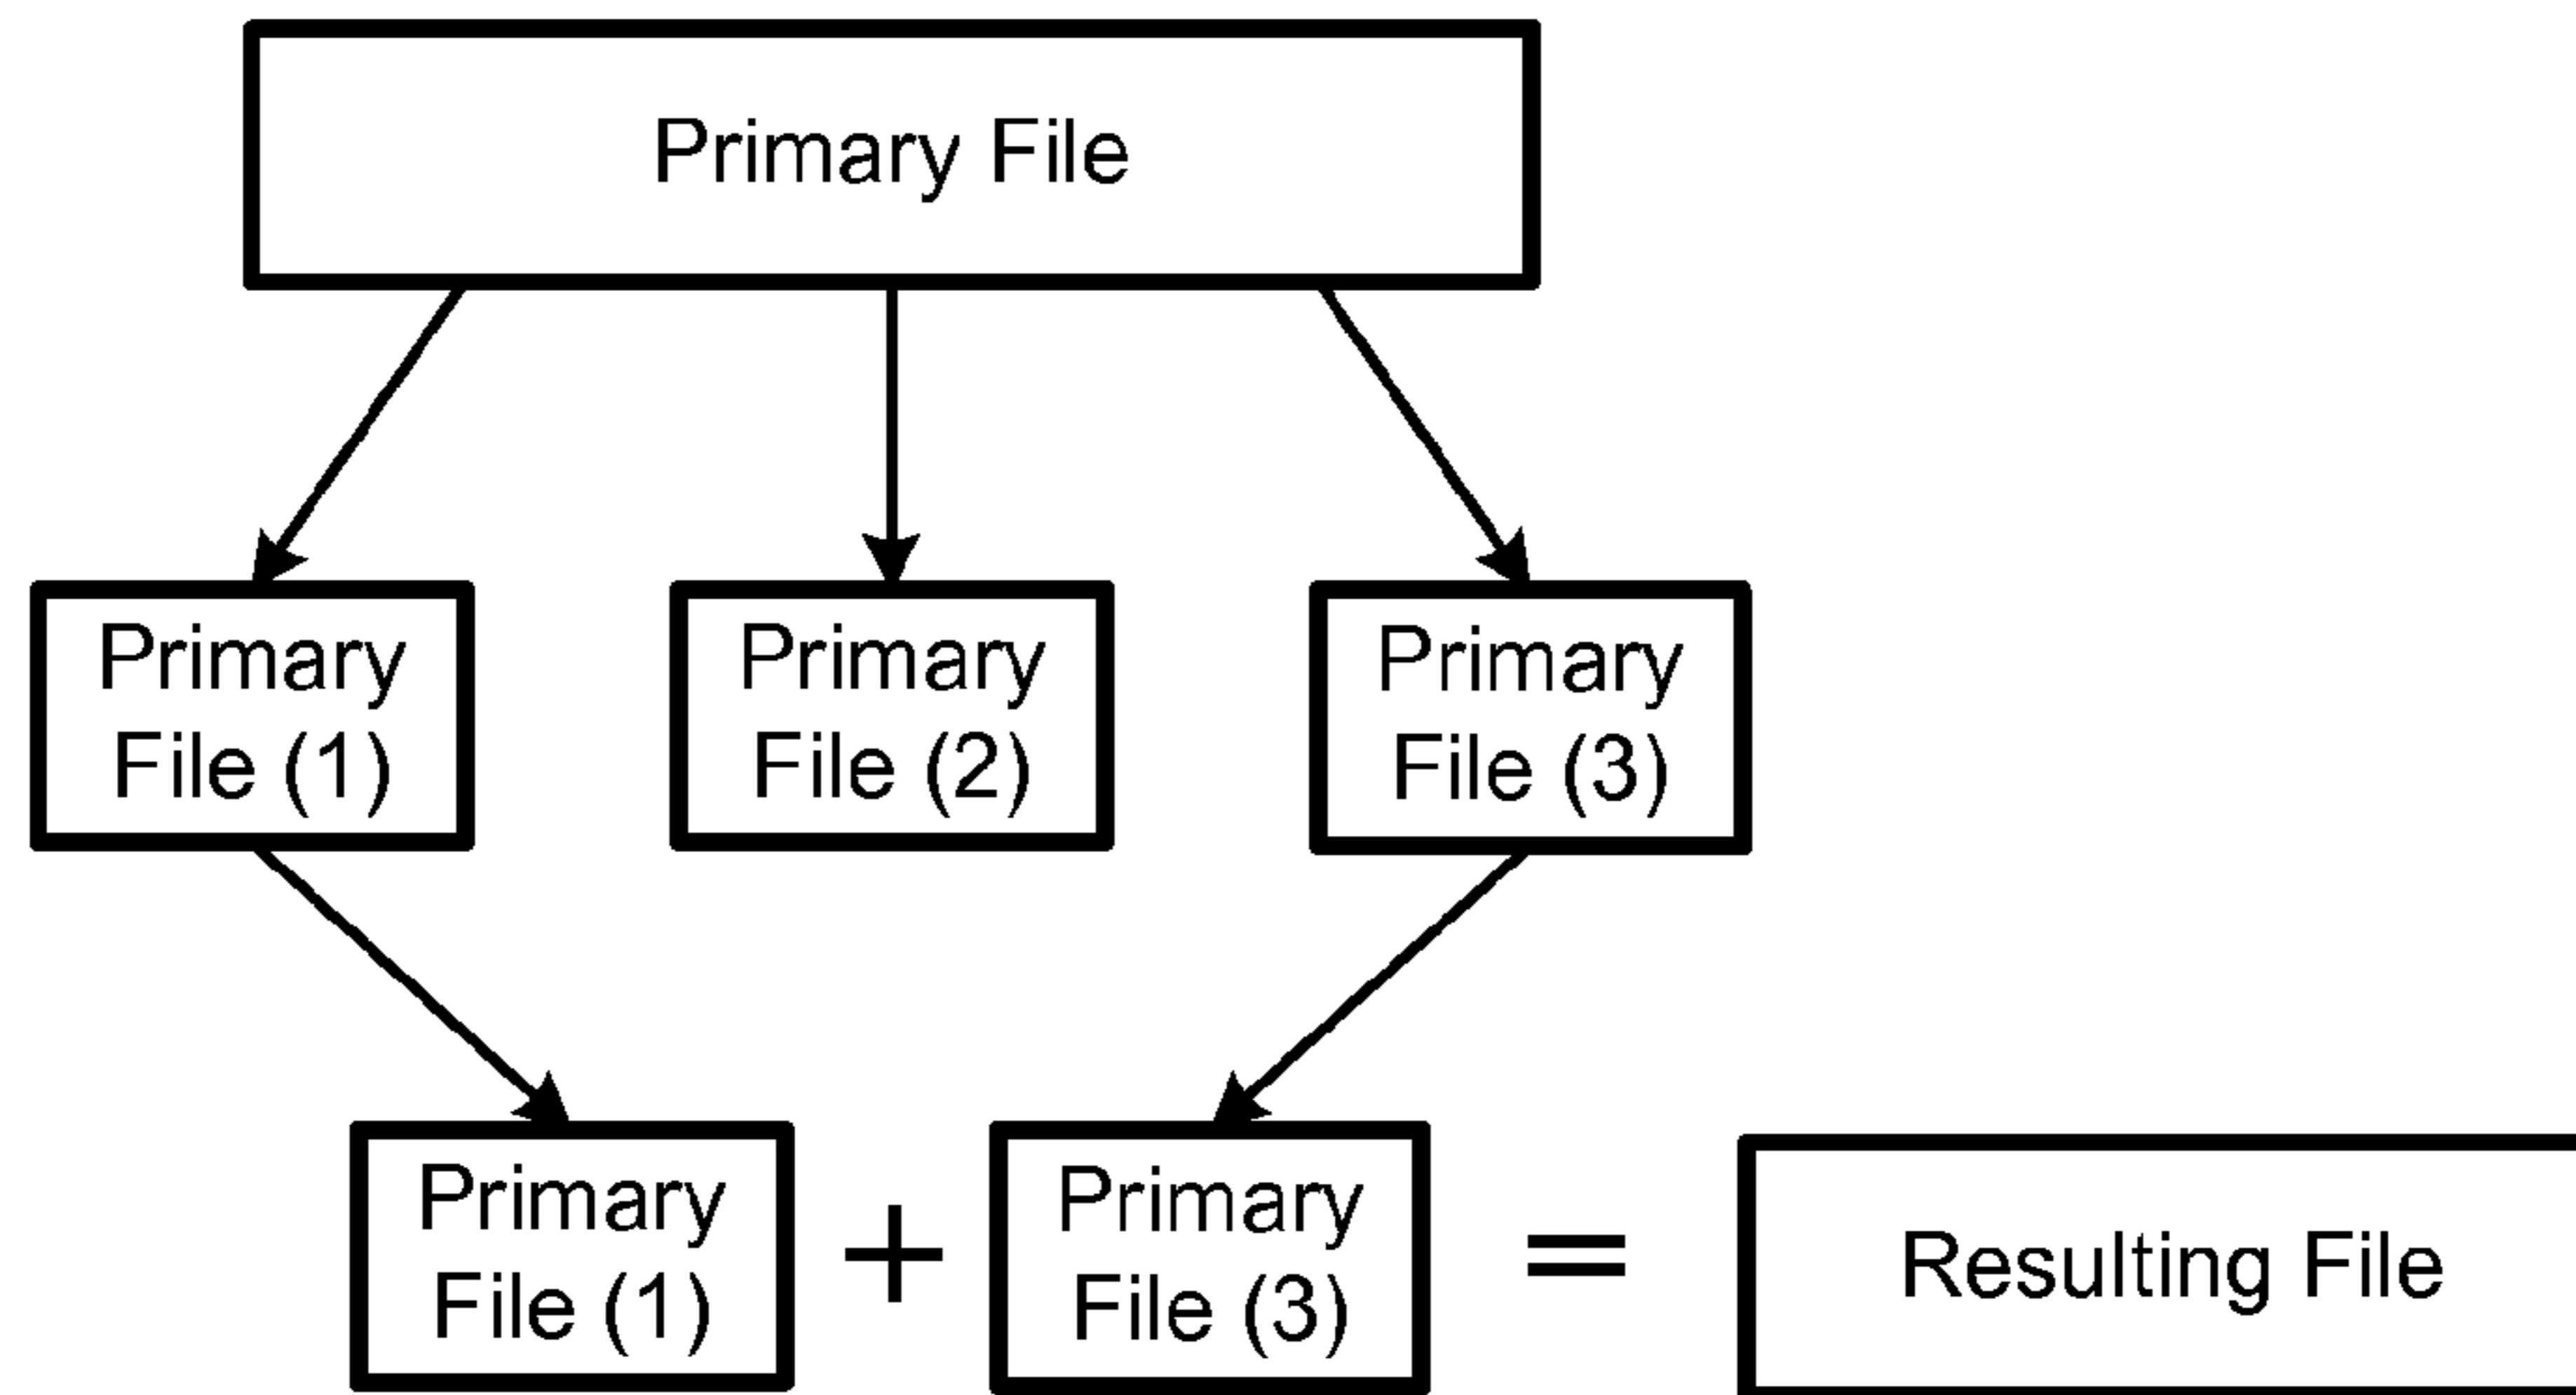 Primary File
Primary
File (1)
Primary
File (2)
Primary
File (3)
Primary
File (1)
+
Primary
File (3)
=
Resulting File